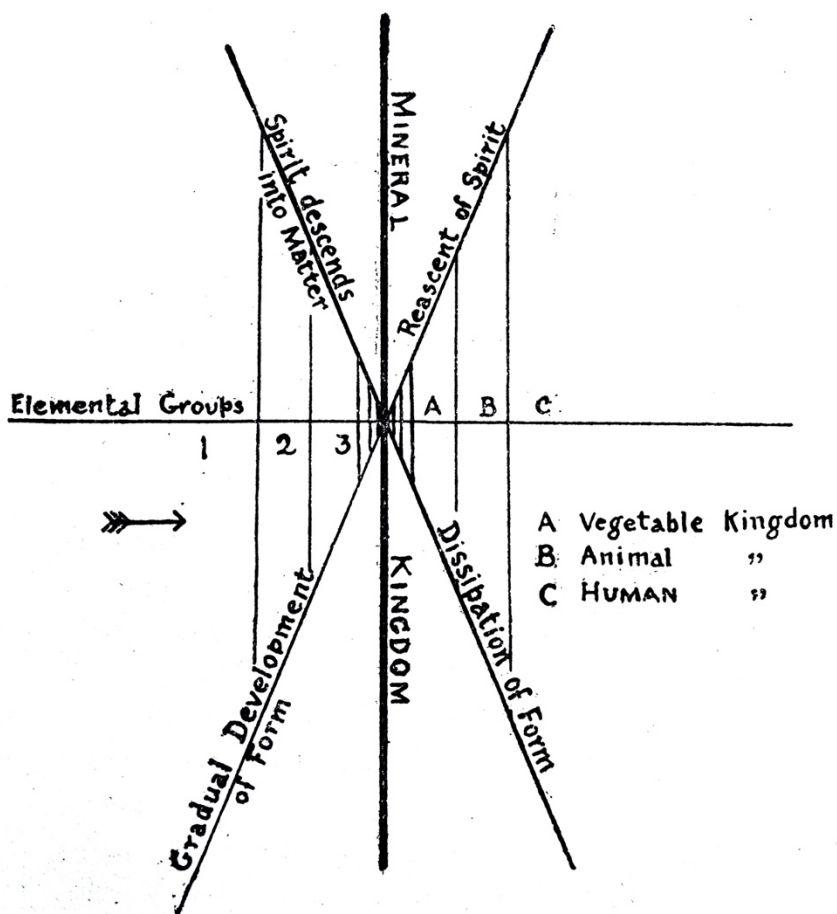 MINERAL
Spirit descends
into Matter
Reascent of Spirit
Elemental Groups
1
2
3
A
B
C
Gradual Development
of Form
KINGDOM
Dissipation of Form
A Vegetable Kingdom
B Animal "
C HUMAN "